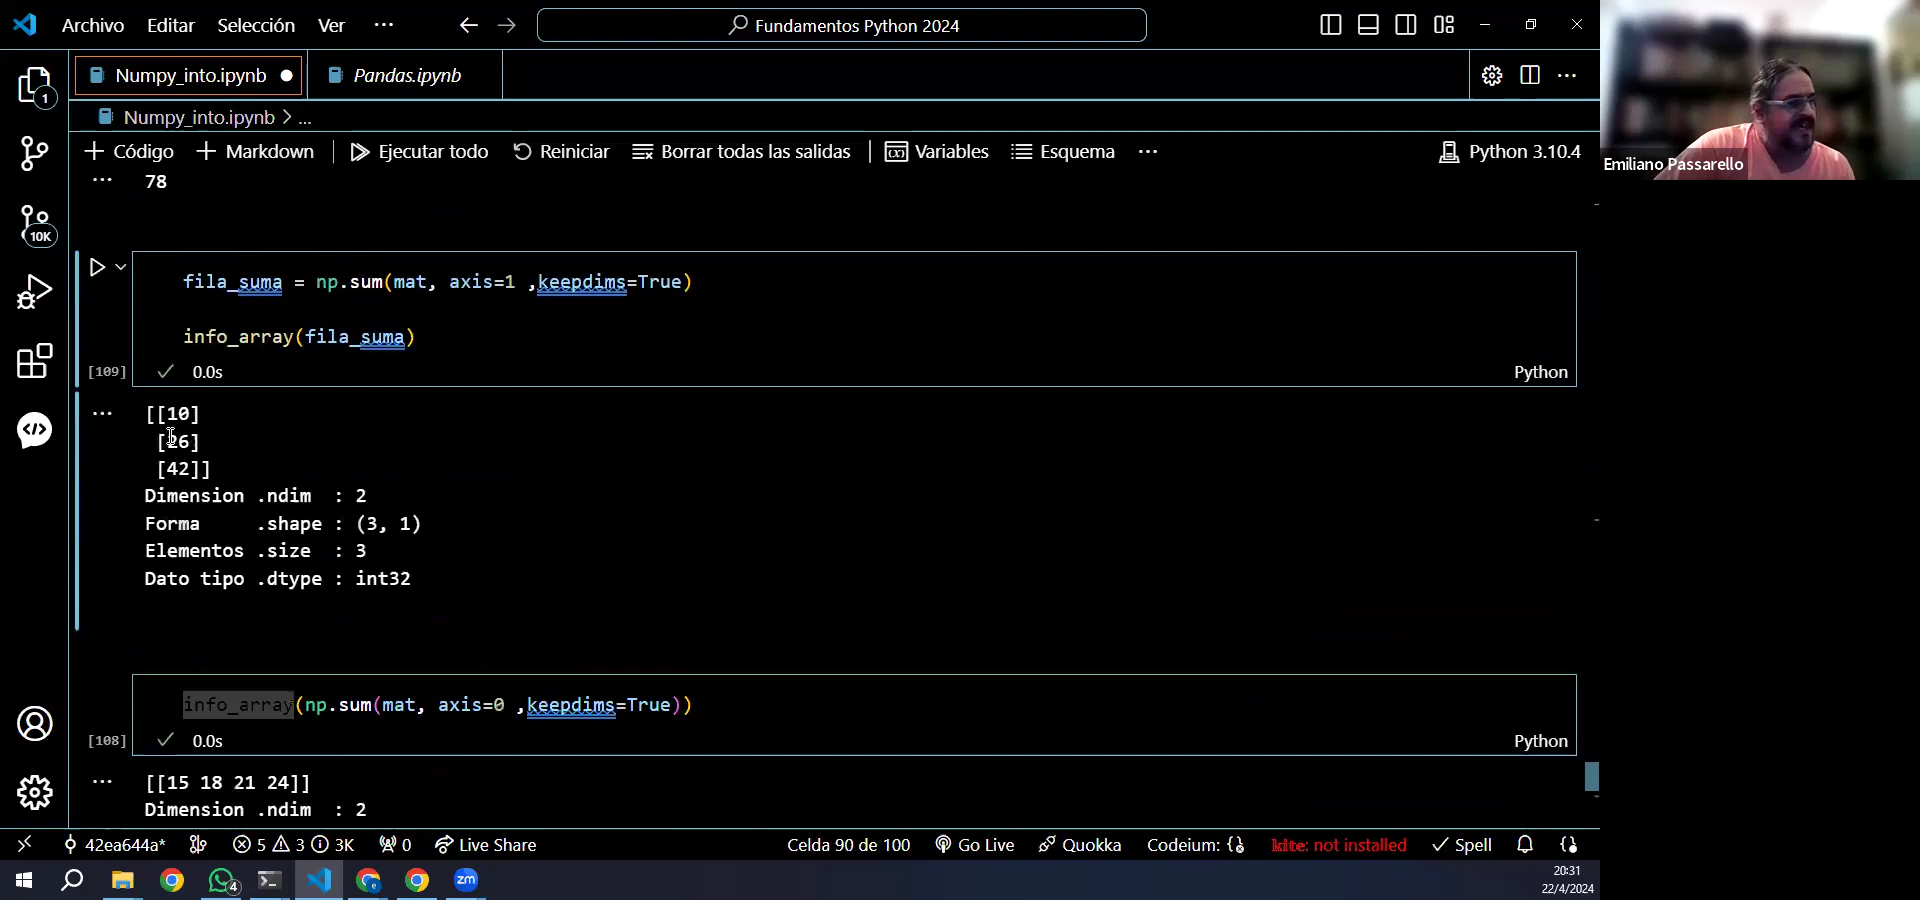 Archivo Editar Selección Ver ··· Fundamentos Python 2024
Numpy_into.ipynb Pandas.ipynb
1
Numpy_into.ipynb > ...
Código Markdown Ejecutar todo Reiniciar Borrar todas las salidas Variables Esquema ··· Python 3.10.4
Emiliano Passarello
··· 78
10K
fila_suma = np.sum(mat, axis=1 ,keepdims=True)
info_array(fila_suma)
[109] 0.0s Python
··· [[10]
[26]
[42]]
Dimension .ndim : 2
Forma .shape : (3, 1)
Elementos .size : 3
Dato tipo .dtype : int32
info_array(np.sum(mat, axis=0 ,keepdims=True))
[108] 0.0s Python
··· [[15 18 21 24]]
Dimension .ndim : 2
42ea644a* 5 3 3K 0 Live Share Celda 90 de 100 Go Live Quokka Codeium: {} kite: not installed Spell
4
zm
20:31
22/4/2024